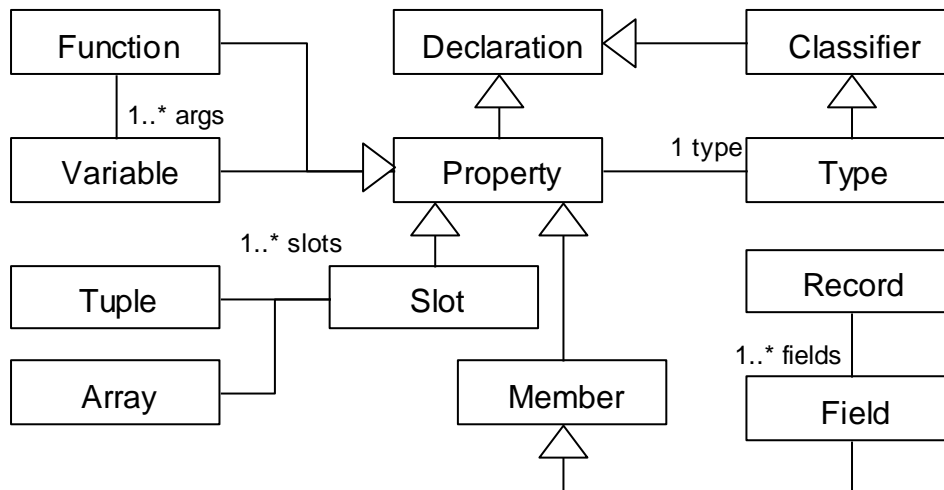 Function
Declaration
Classifier
1..* args
Variable
Property
1 type
Type
1..* slots
Tuple
Slot
Record
1..* fields
Array
Member
Field